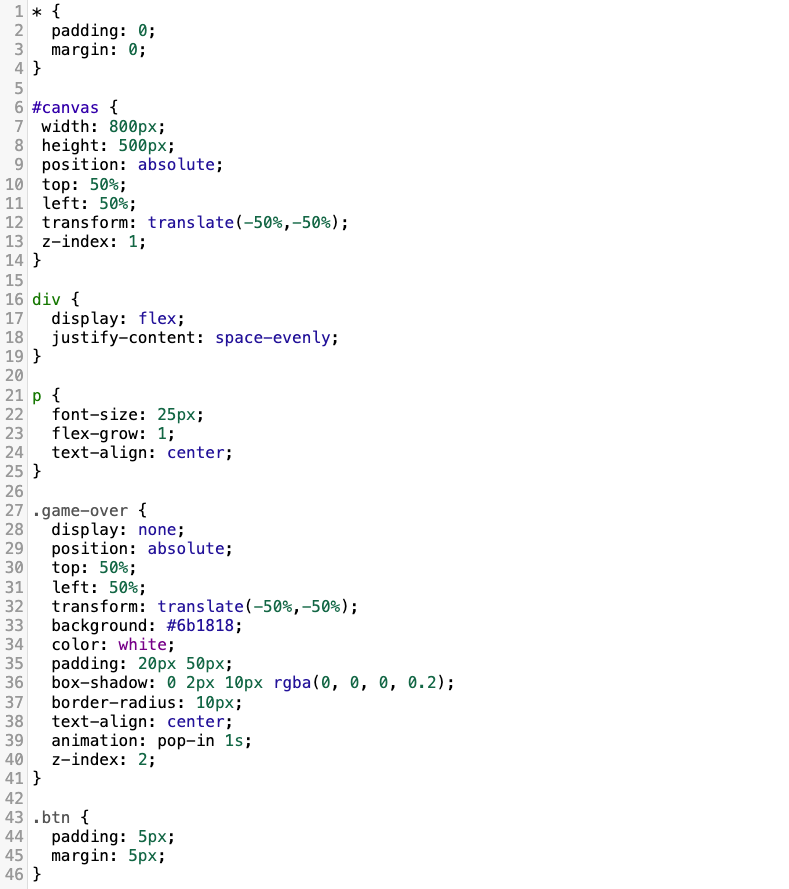 1 * {
2   padding: 0;
3   margin: 0;
4 }
5
6 #canvas {
7  width: 800px;
8  height: 500px;
9  position: absolute;
10  top: 50%;
11  left: 50%;
12  transform: translate(-50%,-50%);
13  z-index: 1;
14 }
15
16 div {
17   display: flex;
18   justify-content: space-evenly;
19 }
20
21 p {
22   font-size: 25px;
23   flex-grow: 1;
24   text-align: center;
25 }
26
27 .game-over {
28   display: none;
29   position: absolute;
30   top: 50%;
31   left: 50%;
32   transform: translate(-50%,-50%);
33   background: #6b1818;
34   color: white;
35   padding: 20px 50px;
36   box-shadow: 0 2px 10px rgba(0, 0, 0, 0.2);
37   border-radius: 10px;
38   text-align: center;
39   animation: pop-in 1s;
40   z-index: 2;
41 }
42
43 .btn {
44   padding: 5px;
45   margin: 5px;
46 }